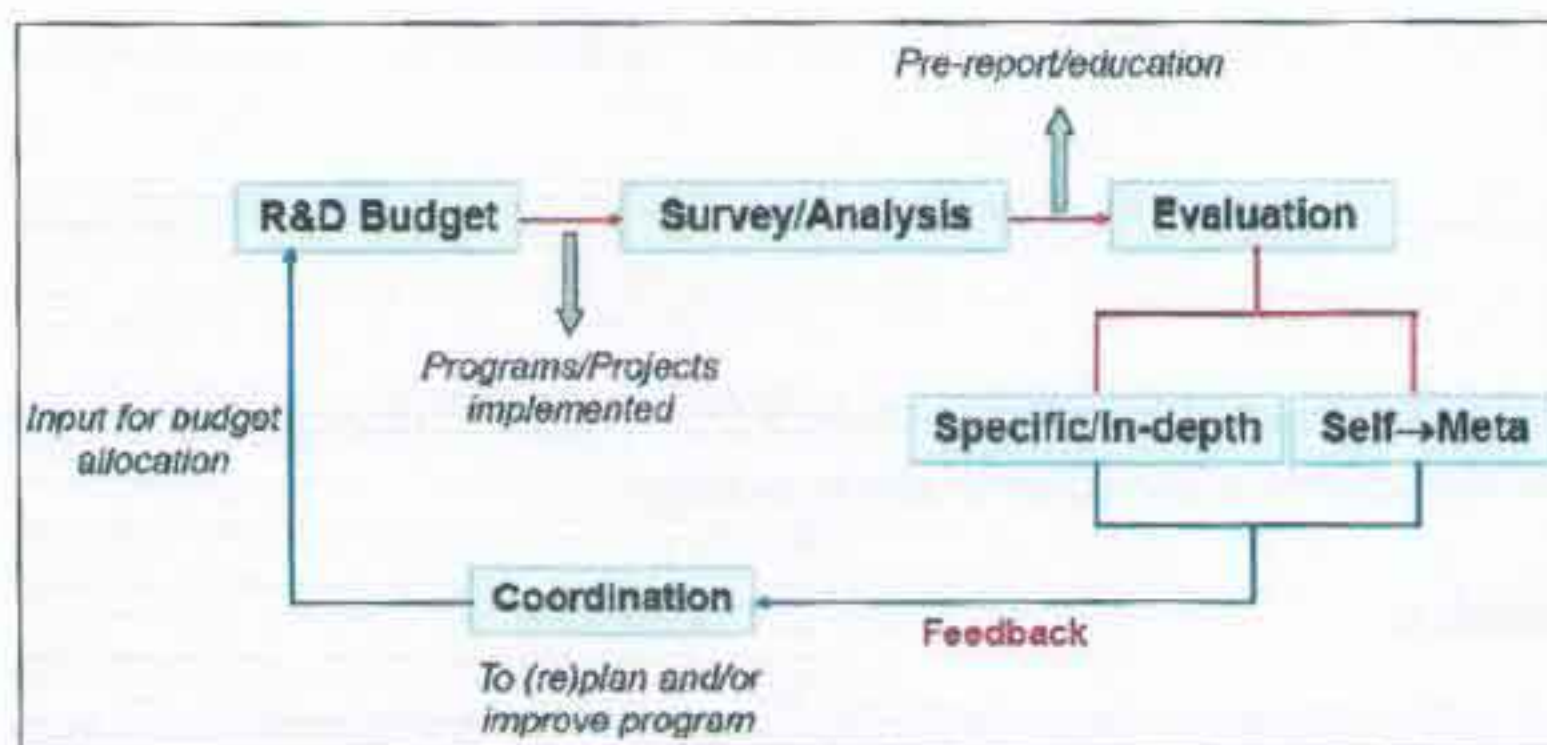 Pre-report/education
R&D Budget
Survey/Analysis
Evaluation
Programs/Projects
implemented
Input for budget
allocation
Specific/In-depth
Self→Meta
Coordination
Feedback
To (re)plan and/or
improve program